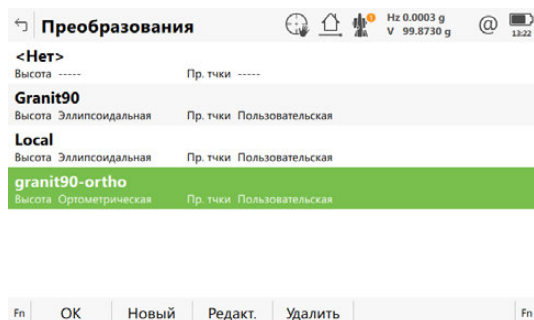 Преобразования
Hz 0.0003 g
V 99.8730 g
@
13:22
<Нет>
Высота ----- Пр. тчки -----
Granit90
Высота Эллипсоидальная Пр. тчки Пользовательская
Local
Высота Эллипсоидальная Пр. тчки Пользовательская
granit90-ortho
Высота Ортометрическая Пр. тчки Пользовательская
Fn OK Новый Редакт. Удалить Fn